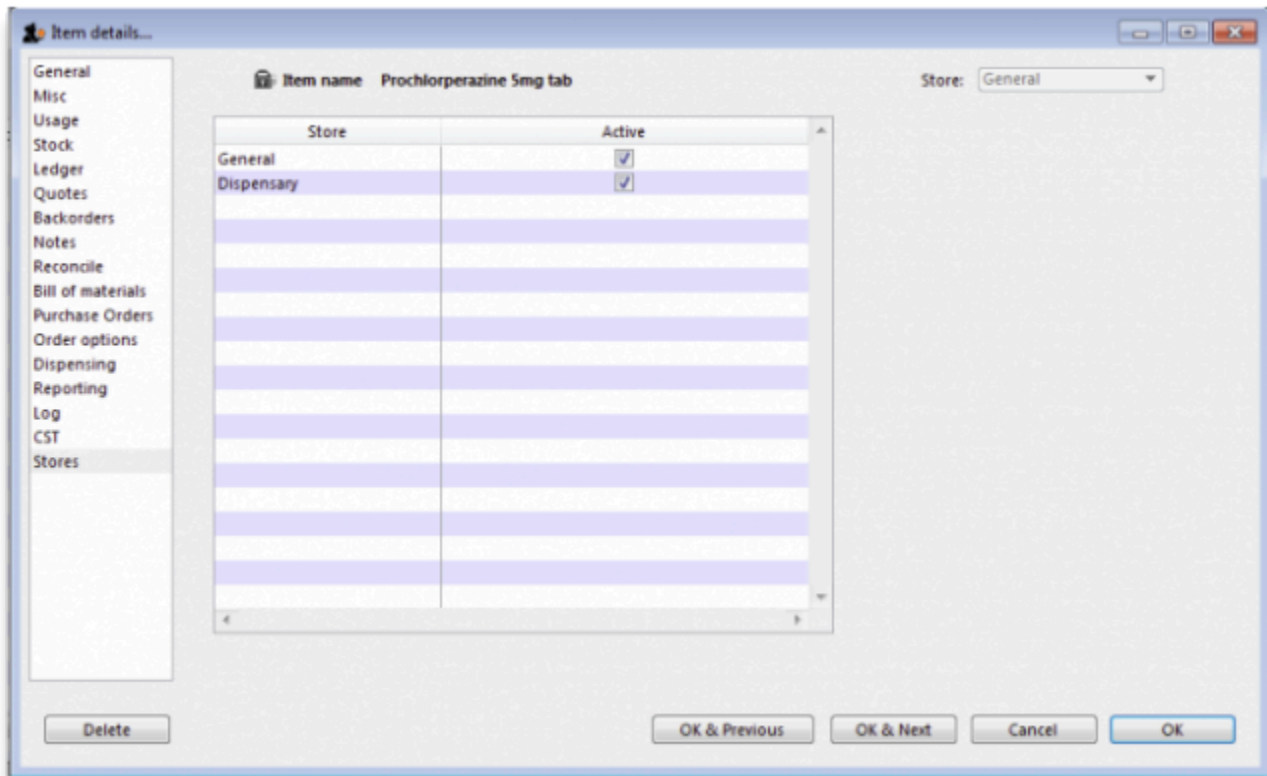 Item details...
General
Misc
Usage
Stock
Ledger
Quotes
Backorders
Notes
Reconcile
Bill of materials
Purchase Orders
Order options
Dispensing
Reporting
Log
CST
Stores
Item name Prochlorperazine 5mg tab
Store: General
Store Active
General
Dispensary
Delete
OK & Previous
OK & Next
Cancel
OK